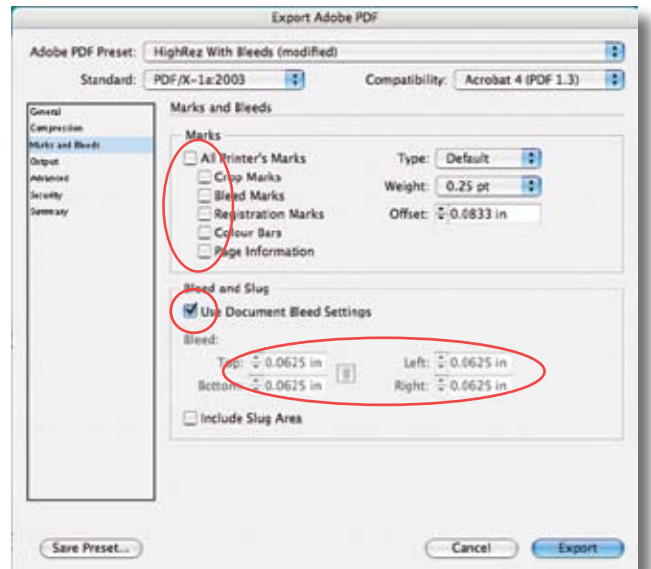 Export Adobe PDF
Adobe PDF Preset: HighRez With Bleeds (modified)
Standard: PDF/X-1a:2003 Compatibility: Acrobat 4 (PDF 1.3)
General
Compression
Marks and Bleeds
Output
Advanced
Security
Summary
Marks and Bleeds
Marks
All Printer's Marks
Crop Marks
Bleed Marks
Registration Marks
Colour Bars
Page Information
Type: Default
Weight: 0.25 pt
Offset: 0.0833 in
Bleed and Slug
Use Document Bleed Settings
Bleed:
Top: 0.0625 in Left: 0.0625 in
Bottom: 0.0625 in Right: 0.0625 in
Include Slug Area
Save Preset... Cancel Export